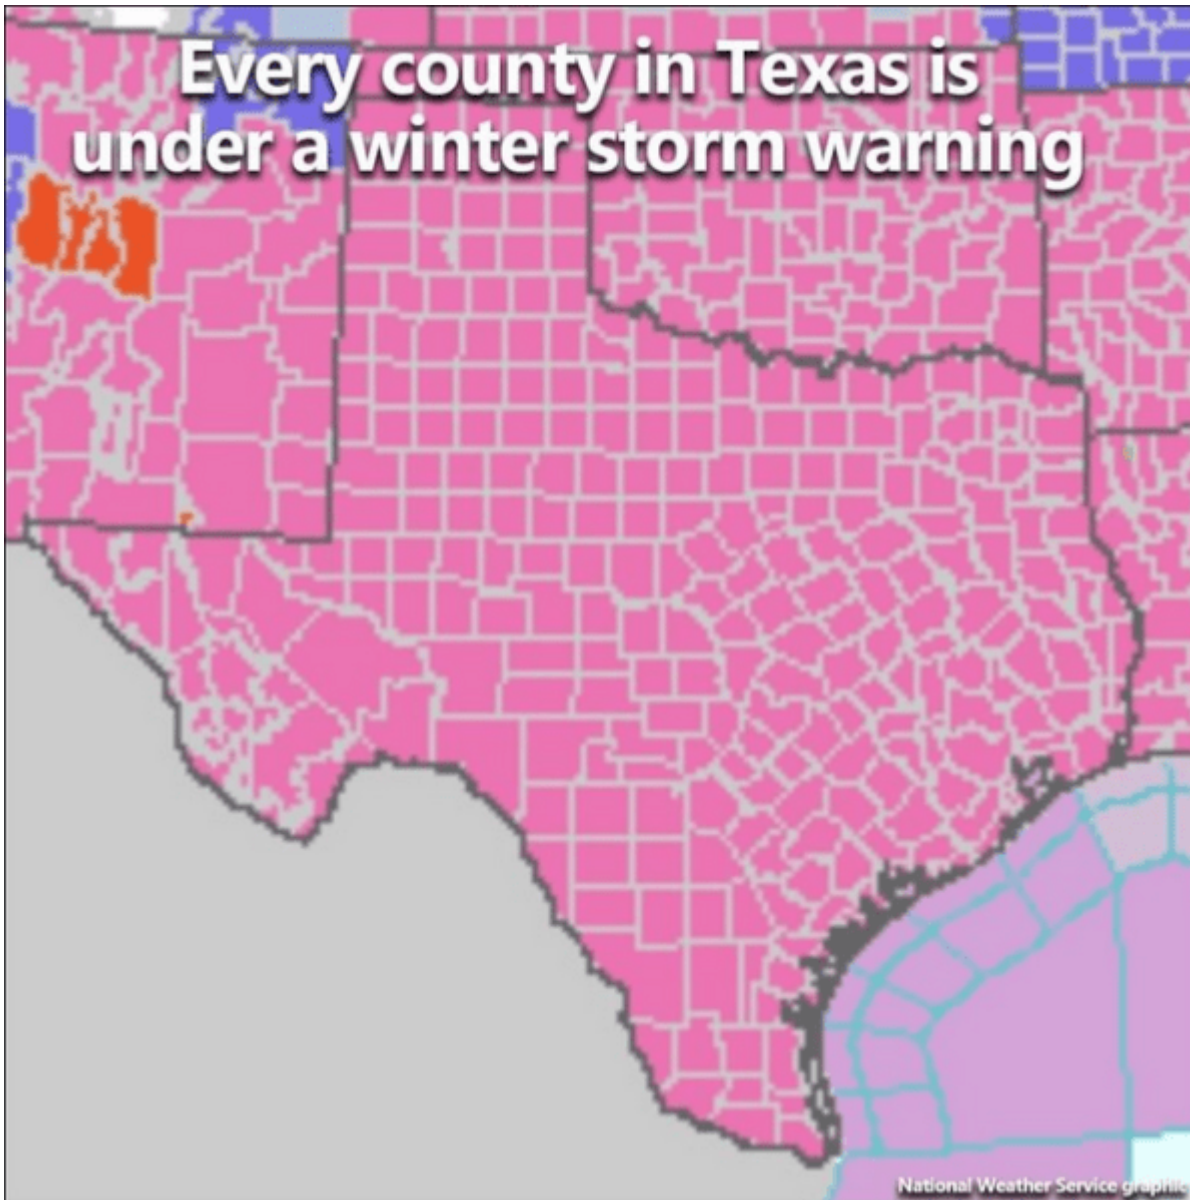 Every county in Texas is
under a winter storm warning
National Weather Service graphic